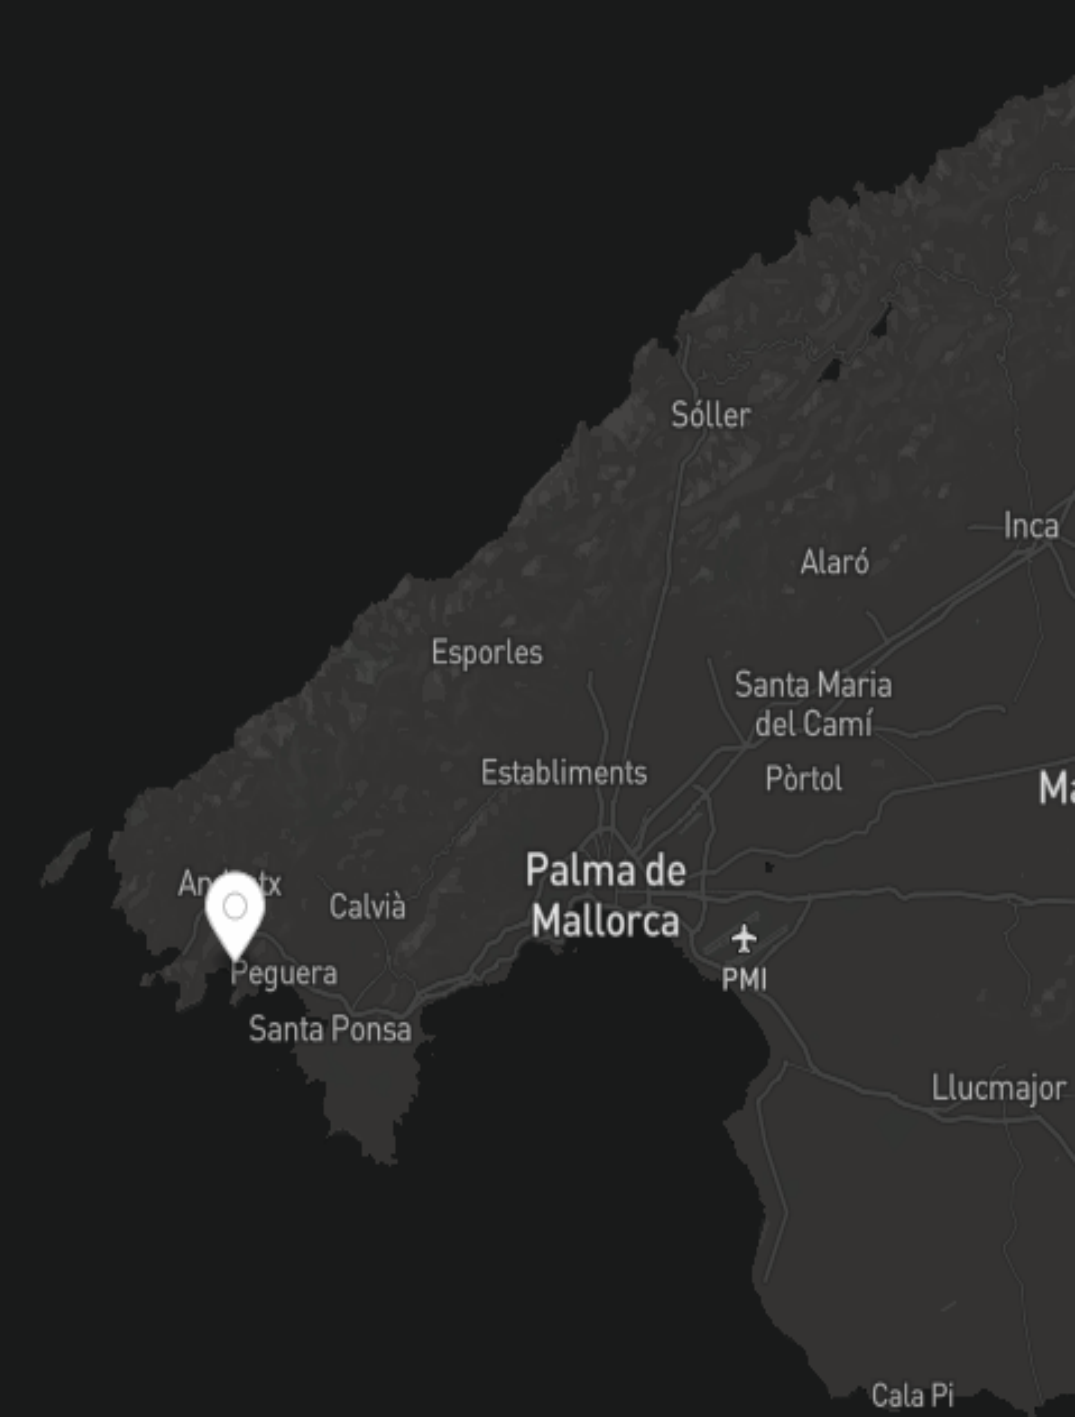 Sóller
Inca
Alaró
Esporles
Santa Maria
del Camí
Establiments
Pòrtol
Palma de
Mallorca
Calvià
PMI
Peguera
Santa Ponsa
Llucmajor
Cala Pi